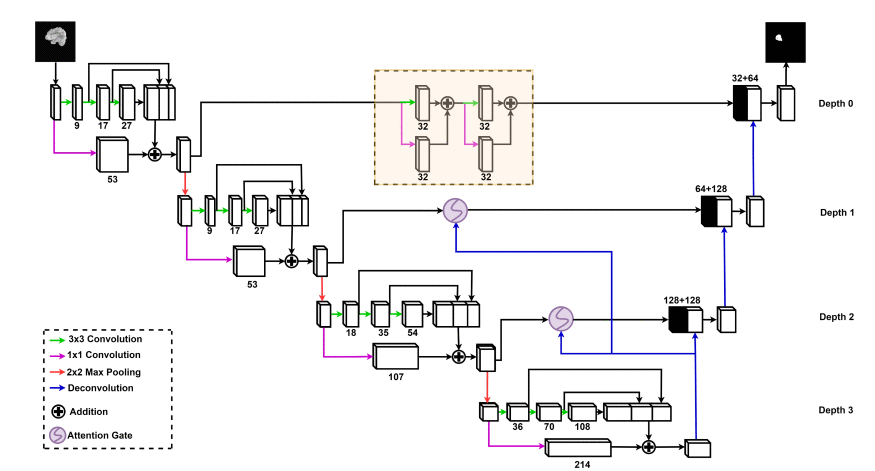 32+64
Depth 0
9 17 27
32 32
53
32 32
64+128
Depth 1
9 17 27
53
128+128
Depth 2
18 35 54
3x3 Convolution
1x1 Convolution
2x2 Max Pooling
Deconvolution
Addition
Attention Gate
107
Depth 3
36 70 108
214